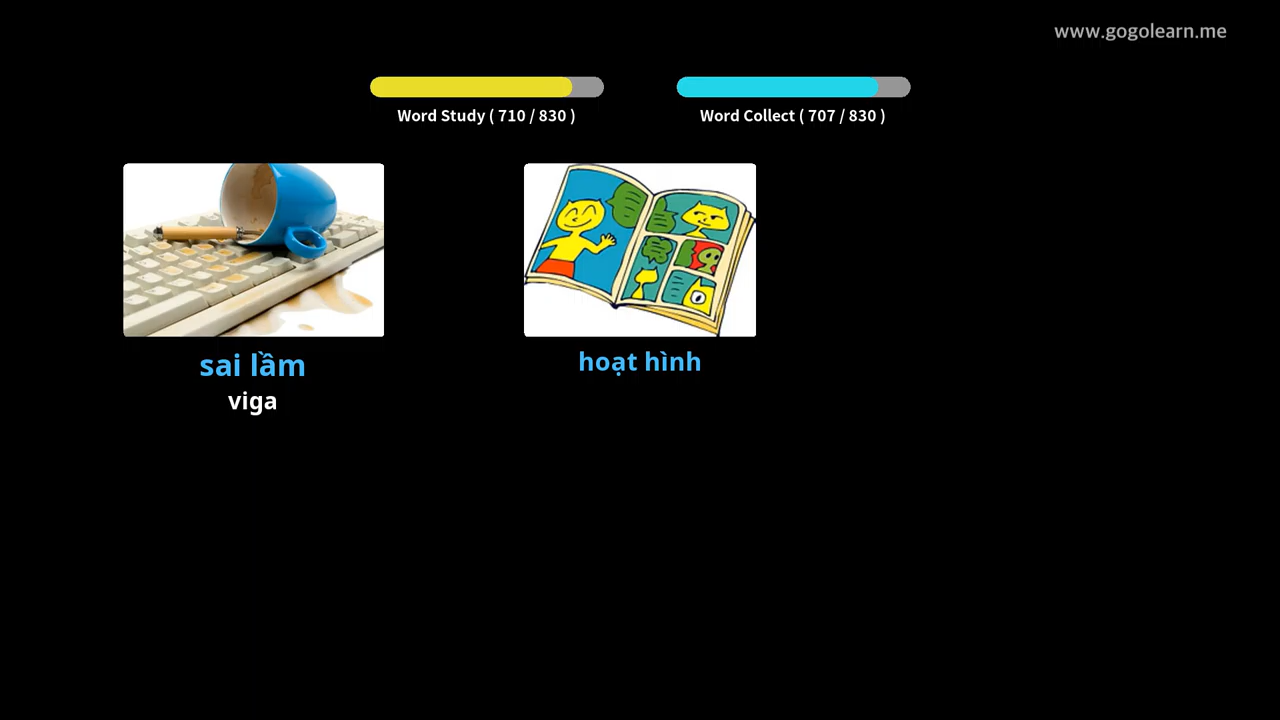 www.gogolearn.me
Word Study ( 710 / 830 )
Word Collect ( 707 / 830 )
sai lầm
viga
hoạt hình